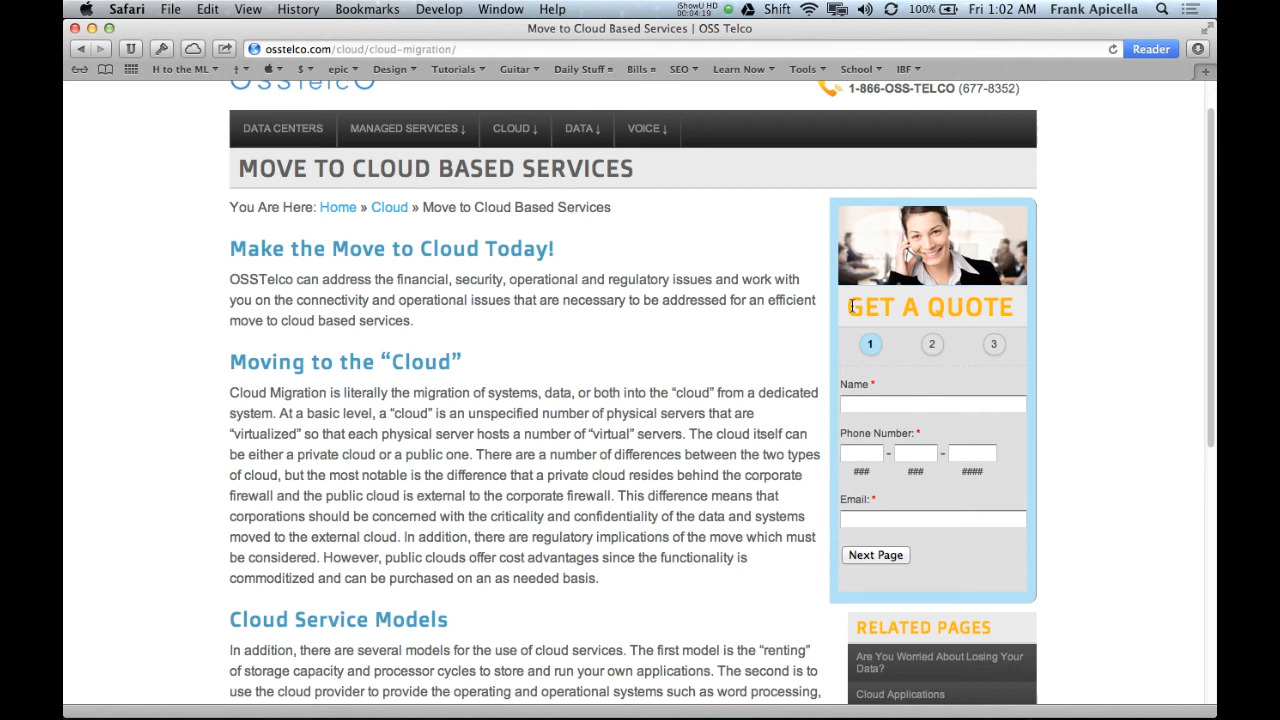 Safari File Edit View History Bookmarks Develop Window Help iShowU HD 00:04:19 Shift 100% Fri 1:02 AM Frank Apicella
Move to Cloud Based Services | OSS Telco
osstelco.com/cloud/cloud-migration/ Reader
H to the ML † $ epic Design Tutorials Guitar Daily Stuff Bills SEO Learn Now Tools School IBF
OSSTelcO
1-866-OSS-TELCO (677-8352)
DATA CENTERS MANAGED SERVICES↓ CLOUD↓ DATA↓ VOICE↓
MOVE TO CLOUD BASED SERVICES
You Are Here: Home » Cloud » Move to Cloud Based Services
Make the Move to Cloud Today!
OSSTelco can address the financial, security, operational and regulatory issues and work with
you on the connectivity and operational issues that are necessary to be addressed for an efficient
move to cloud based services.
Moving to the “Cloud”
Cloud Migration is literally the migration of systems, data, or both into the “cloud” from a dedicated
system. At a basic level, a “cloud” is an unspecified number of physical servers that are
“virtualized” so that each physical server hosts a number of “virtual” servers. The cloud itself can
be either a private cloud or a public one. There are a number of differences between the two types
of cloud, but the most notable is the difference that a private cloud resides behind the corporate
firewall and the public cloud is external to the corporate firewall. This difference means that
corporations should be concerned with the criticality and confidentiality of the data and systems
moved to the external cloud. In addition, there are regulatory implications of the move which must
be considered. However, public clouds offer cost advantages since the functionality is
commoditized and can be purchased on an as needed basis.
Cloud Service Models
In addition, there are several models for the use of cloud services. The first model is the “renting”
of storage capacity and processor cycles to store and run your own applications. The second is to
use the cloud provider to provide the operating and operational systems such as word processing,
GET A QUOTE
1 2 3
Name *
Phone Number: *
- -
### ### ####
Email: *
Next Page
RELATED PAGES
Are You Worried About Losing Your
Data?
Cloud Applications